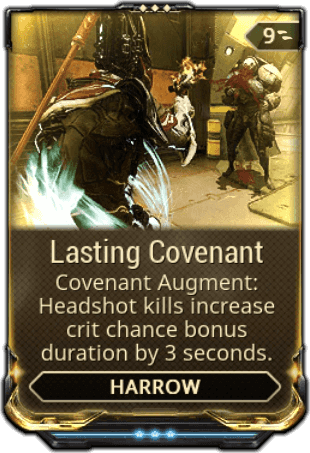 9
Lasting Covenant
Covenant Augment:
Headshot kills increase
crit chance bonus
duration by 3 seconds.
HARROW